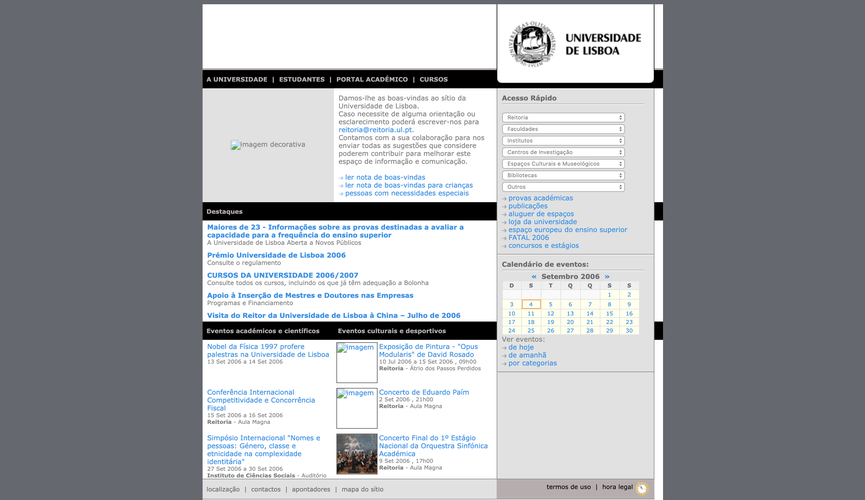 UNIVERSIDADE
DE LISBOA
A UNIVERSIDADE | ESTUDANTES | PORTAL ACADÉMICO | CURSOS
imagem decorativa
Damos-lhe as boas-vindas ao sítio da
Universidade de Lisboa.
Caso necessite de alguma orientação ou
esclarecimento poderá escrever-nos para
reitoria@reitoria.ul.pt.
Contamos com a sua colaboração para nos
enviar todas as sugestões que considere
poderem contribuir para melhorar este
espaço de informação e comunicação.
ler nota de boas-vindas
ler nota de boas-vindas para crianças
pessoas com necessidades especiais
Destaques
Maiores de 23 - Informações sobre as provas destinadas a avaliar a
capacidade para a frequência do ensino superior
A Universidade de Lisboa Aberta a Novos Públicos
Prémio Universidade de Lisboa 2006
Consulte o regulamento
CURSOS DA UNIVERSIDADE 2006/2007
Consulte todos os cursos, incluindo os que já têm adequação a Bolonha
Apoio à Inserção de Mestres e Doutores nas Empresas
Programas e Financiamento
Visita do Reitor da Universidade de Lisboa à China – Julho de 2006
Eventos académicos e científicos
Nobel da Física 1997 profere
palestras na Universidade de Lisboa
13 Set 2006 a 14 Set 2006
Conferência Internacional
Competitividade e Concorrência
Fiscal
15 Set 2006 a 16 Set 2006
Reitoria - Aula Magna
Simpósio Internacional "Nomes e
pessoas: Género, classe e
etnicidade na complexidade
identitária"
27 Set 2006 a 30 Set 2006
Instituto de Ciências Sociais - Auditório
Eventos culturais e desportivos
imagem
Exposição de Pintura - "Opus
Modularis" de David Rosado
10 Jul 2006 a 15 Set 2006 , 09h00
Reitoria - Átrio dos Passos Perdidos
imagem
Concerto de Eduardo Paím
2 Set 2006 , 21h00
Reitoria - Aula Magna
Concerto Final do 1º Estágio
Nacional da Orquestra Sinfónica
Académica
9 Set 2006 , 17h00
Reitoria - Aula Magna
Acesso Rápido
Reitoria
Faculdades
Institutos
Centros de Investigação
Espaços Culturais e Museológicos
Bibliotecas
Outros
provas académicas
publicações
aluguer de espaços
loja da universidade
espaço europeu do ensino superior
FATAL 2006
concursos e estágios
Calendário de eventos:
« Setembro 2006 »
D S T Q Q S S
1 2
3 4 5 6 7 8 9
10 11 12 13 14 15 16
17 18 19 20 21 22 23
24 25 26 27 28 29 30
Ver eventos:
de hoje
de amanhã
por categorias
localização | contactos | apontadores | mapa do sítio
termos de uso | hora legal